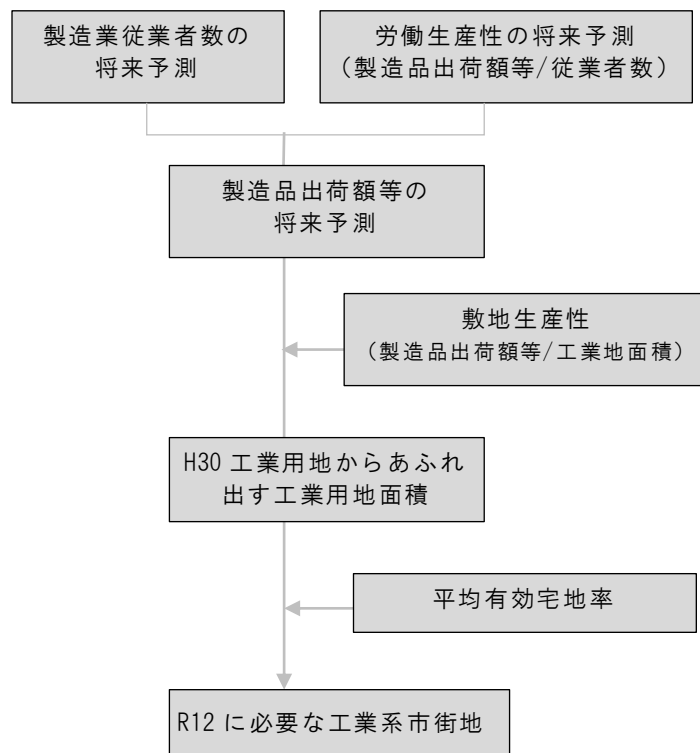 製造業従業者数の
将来予測
労働生産性の将来予測
（製造品出荷額等/従業者数）
製造品出荷額等の
将来予測
敷地生産性
（製造品出荷額等/工業地面積）
H30 工業用地からあふれ
出す工業用地面積
平均有効宅地率
R12 に必要な工業系市街地